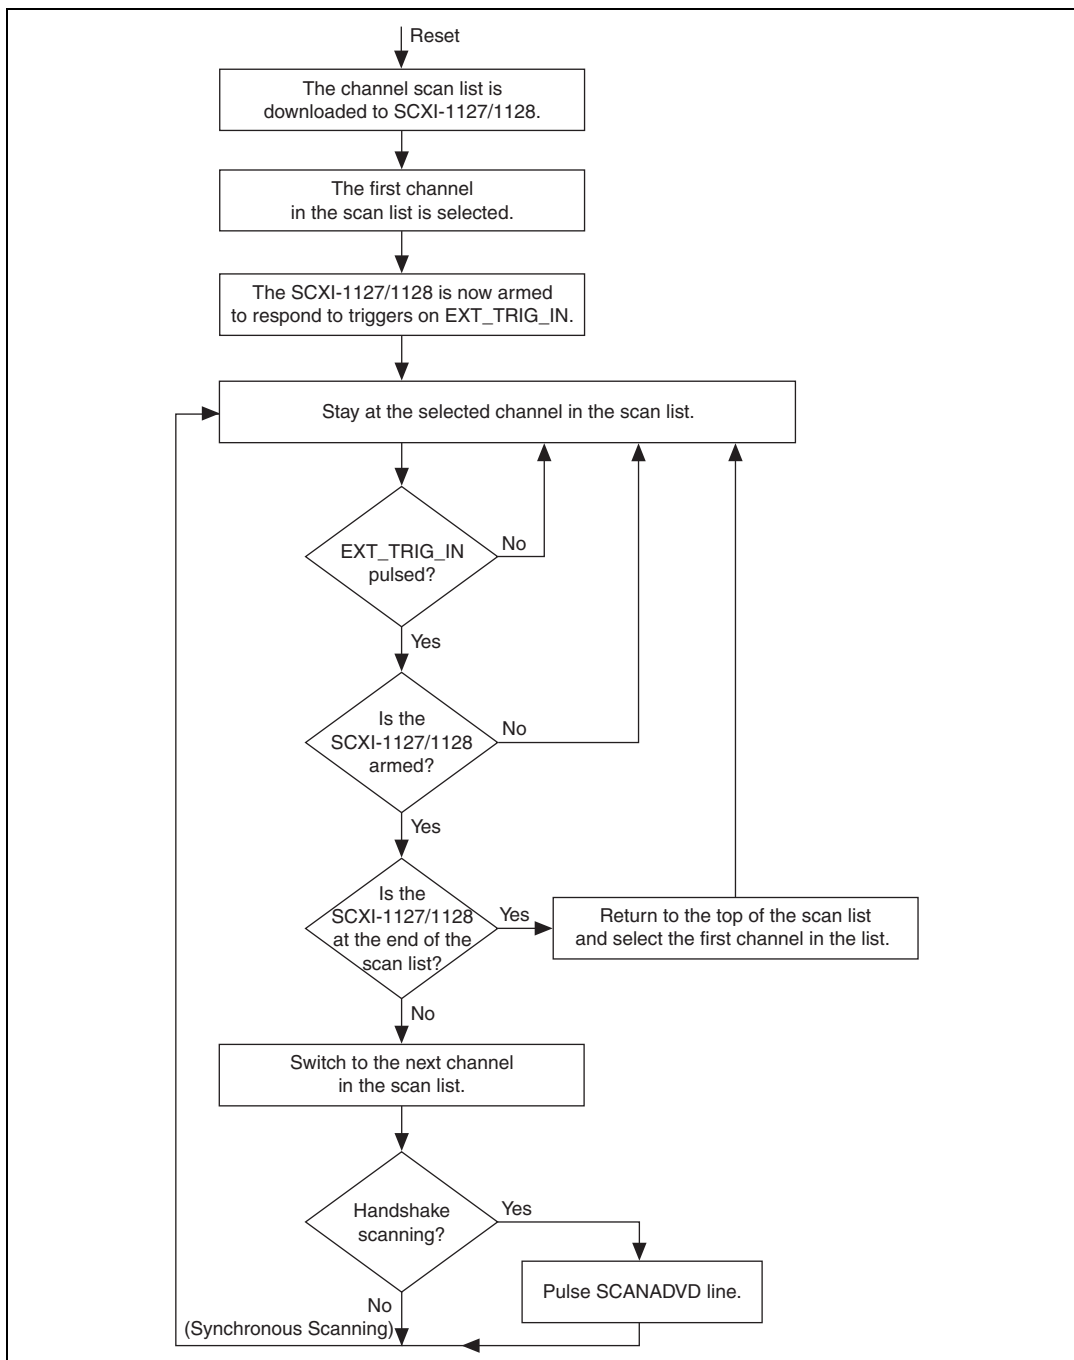 Reset
The channel scan list is
downloaded to SCXI-1127/1128.
The first channel
in the scan list is selected.
The SCXI-1127/1128 is now armed
to respond to triggers on EXT_TRIG_IN.
Stay at the selected channel in the scan list.
EXT_TRIG_IN
pulsed?
No
Yes
Is the
SCXI-1127/1128
armed?
No
Yes
Is the
SCXI-1127/1128
at the end of the
scan list?
Yes
Return to the top of the scan list
and select the first channel in the list.
No
Switch to the next channel
in the scan list.
Handshake
scanning?
Yes
Pulse SCANADVD line.
No
(Synchronous Scanning)